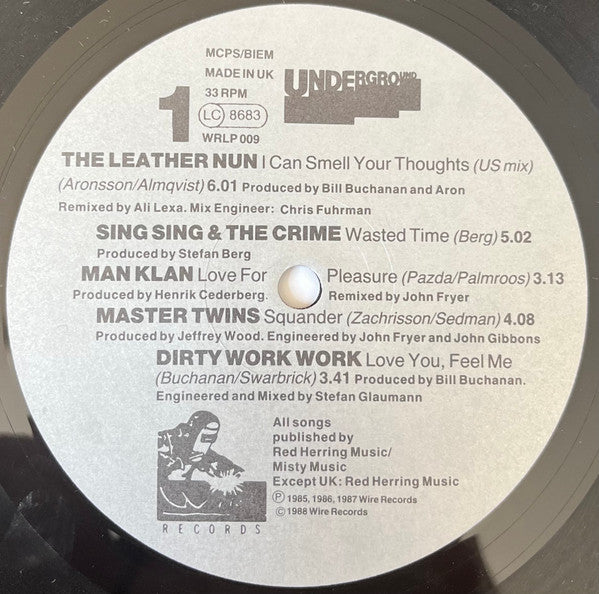 MCPS/BIEM
MADE IN UK
33 RPM
1
LC 8683
WRLP 009
UNDERGROUND
THE LEATHER NUN I Can Smell Your Thoughts (US mix)
(Aronsson/Almqvist) 6.01 Produced by Bill Buchanan and Aron
Remixed by Ali Lexa. Mix Engineer: Chris Fuhrman
SING SING & THE CRIME Wasted Time (Berg) 5.02
Produced by Stefan Berg
MAN KLAN Love For Pleasure (Pazda/Palmroos) 3.13
Produced by Henrik Cederberg. Remixed by John Fryer
MASTER TWINS Squander (Zachrisson/Sedman) 4.08
Produced by Jeffrey Wood. Engineered by John Fryer and John Gibbons
DIRTY WORK WORK Love You, Feel Me
(Buchanan/Swarbrick) 3.41 Produced by Bill Buchanan.
Engineered and Mixed by Stefan Glaumann
All songs
published by
Red Herring Music/
Misty Music
Except UK: Red Herring Music
Ⓟ 1985, 1986, 1987 Wire Records
© 1988 Wire Records
RECORDS